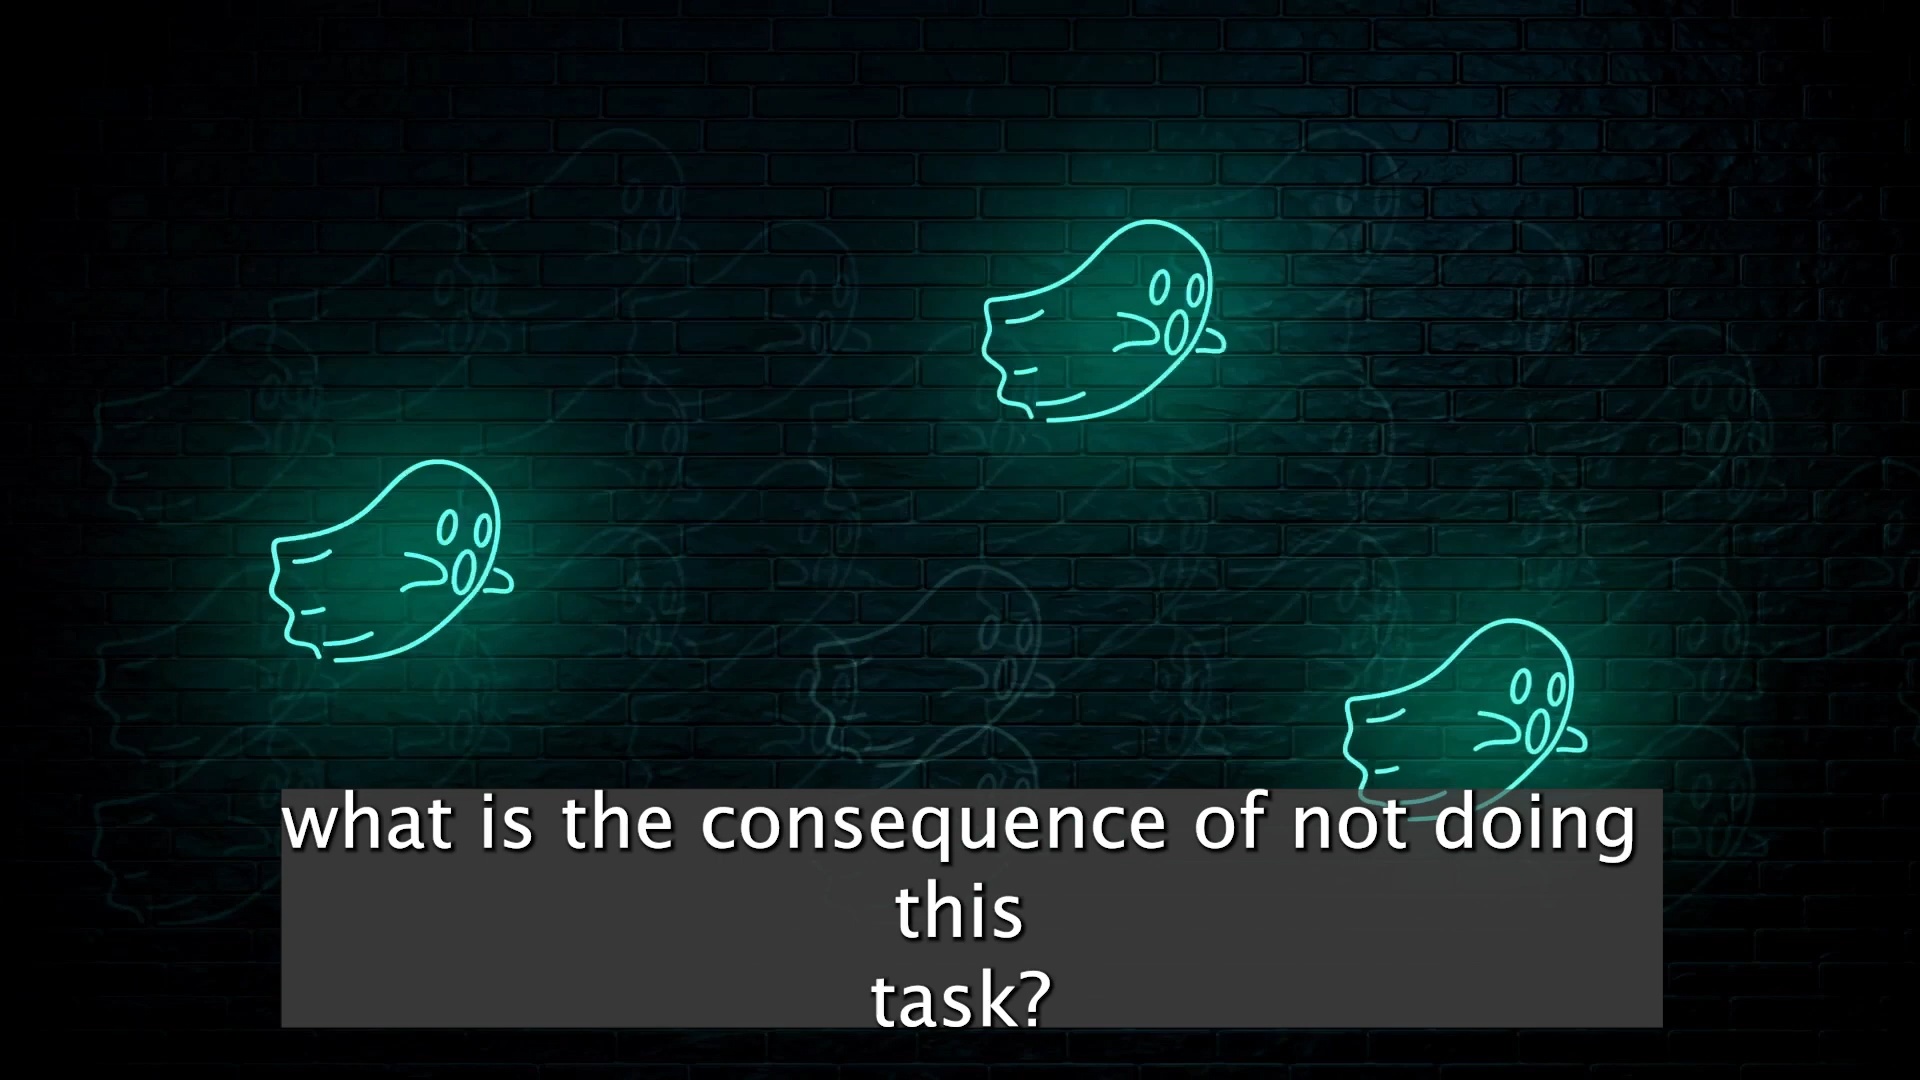 what is the consequence of not doing
this
task?